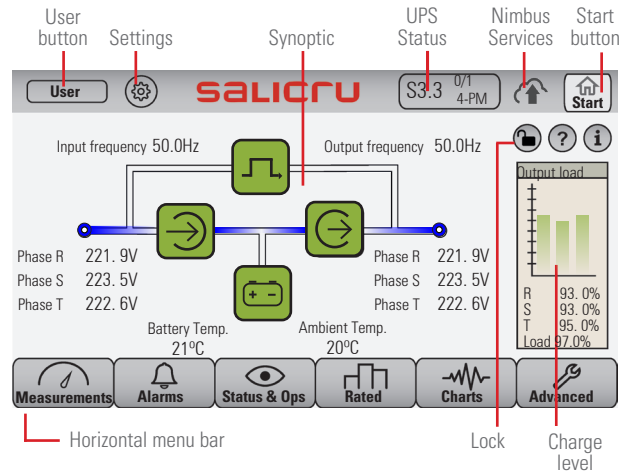 User button
Settings
Synoptic
UPS Status
Nimbus Services
Start button
User
salicru
S3.3 0/1 4-PM
Start
Input frequency 50.0Hz
Output frequency 50.0Hz
? i
Output load
Phase R 221. 9V
Phase S 223. 5V
Phase T 222. 6V
Phase R 221. 9V
Phase S 223. 5V
Phase T 222. 6V
R 93. 0%
S 93. 0%
T 95. 0%
Load 97.0%
Battery Temp.
21ºC
Ambient Temp.
20ºC
Measurements
Alarms
Status & Ops
Rated
Charts
Advanced
Horizontal menu bar
Lock
Charge level